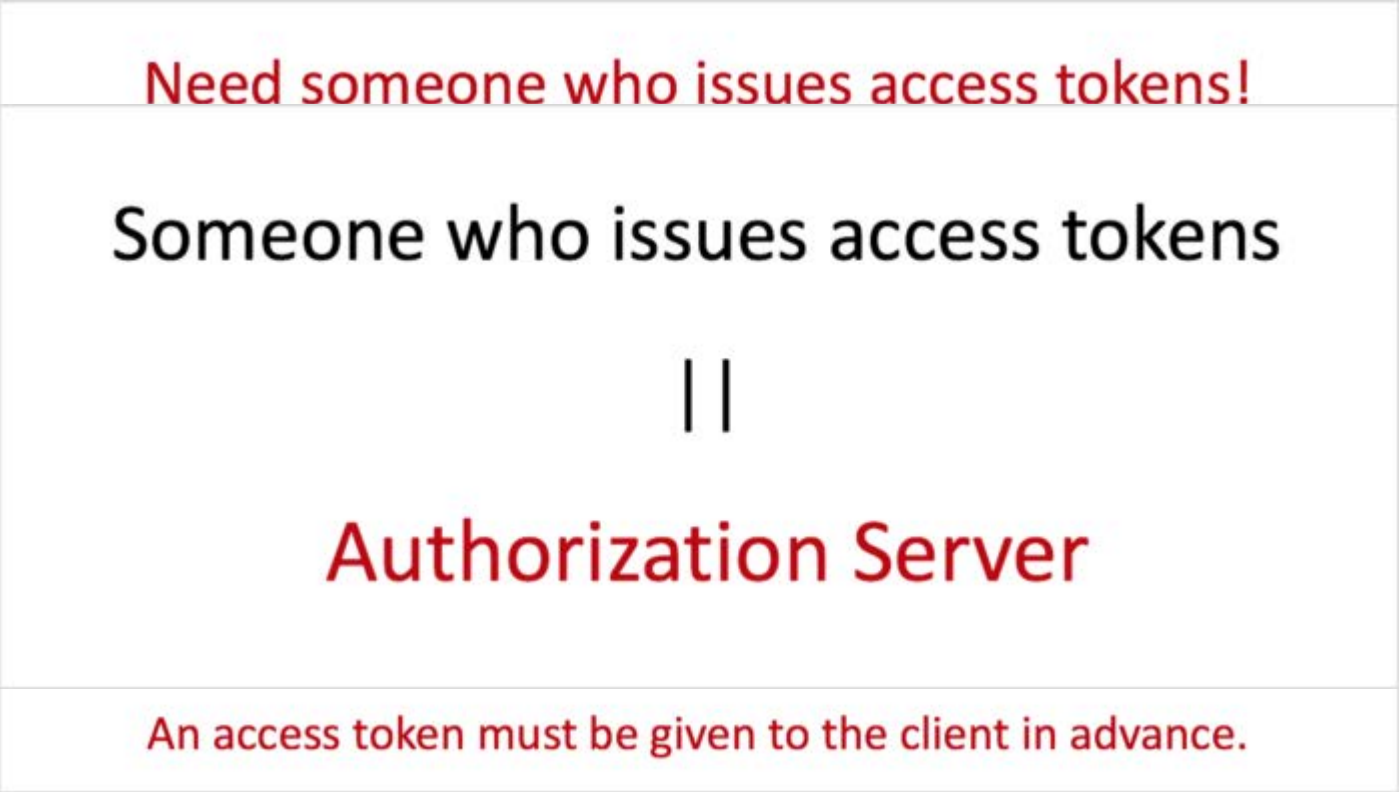 Need someone who issues access tokens!
Someone who issues access tokens
||
Authorization Server
An access token must be given to the client in advance.